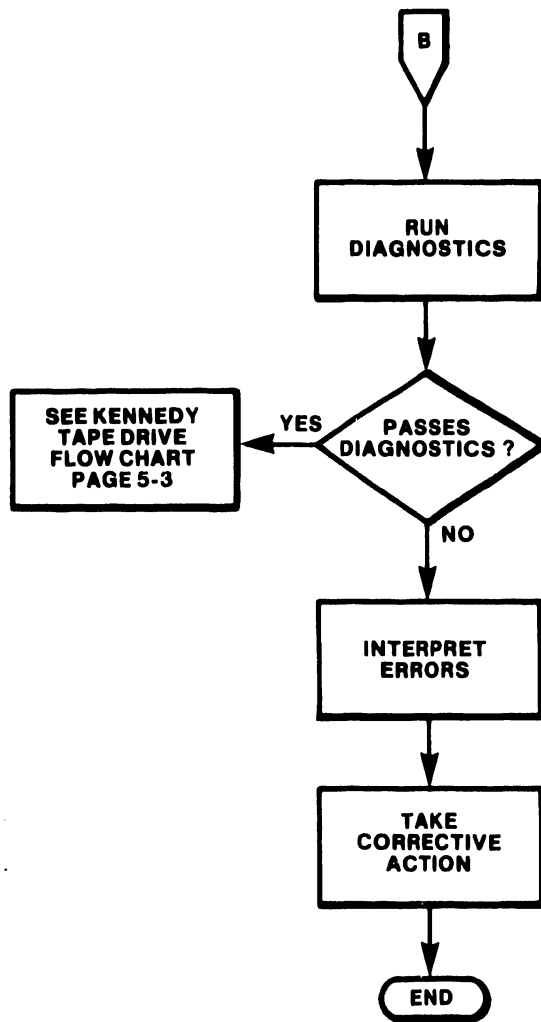 B
RUN
DIAGNOSTICS
PASSES
DIAGNOSTICS ?
YES
SEE KENNEDY
TAPE DRIVE
FLOW CHART
PAGE 5-3
NO
INTERPRET
ERRORS
TAKE
CORRECTIVE
ACTION
END